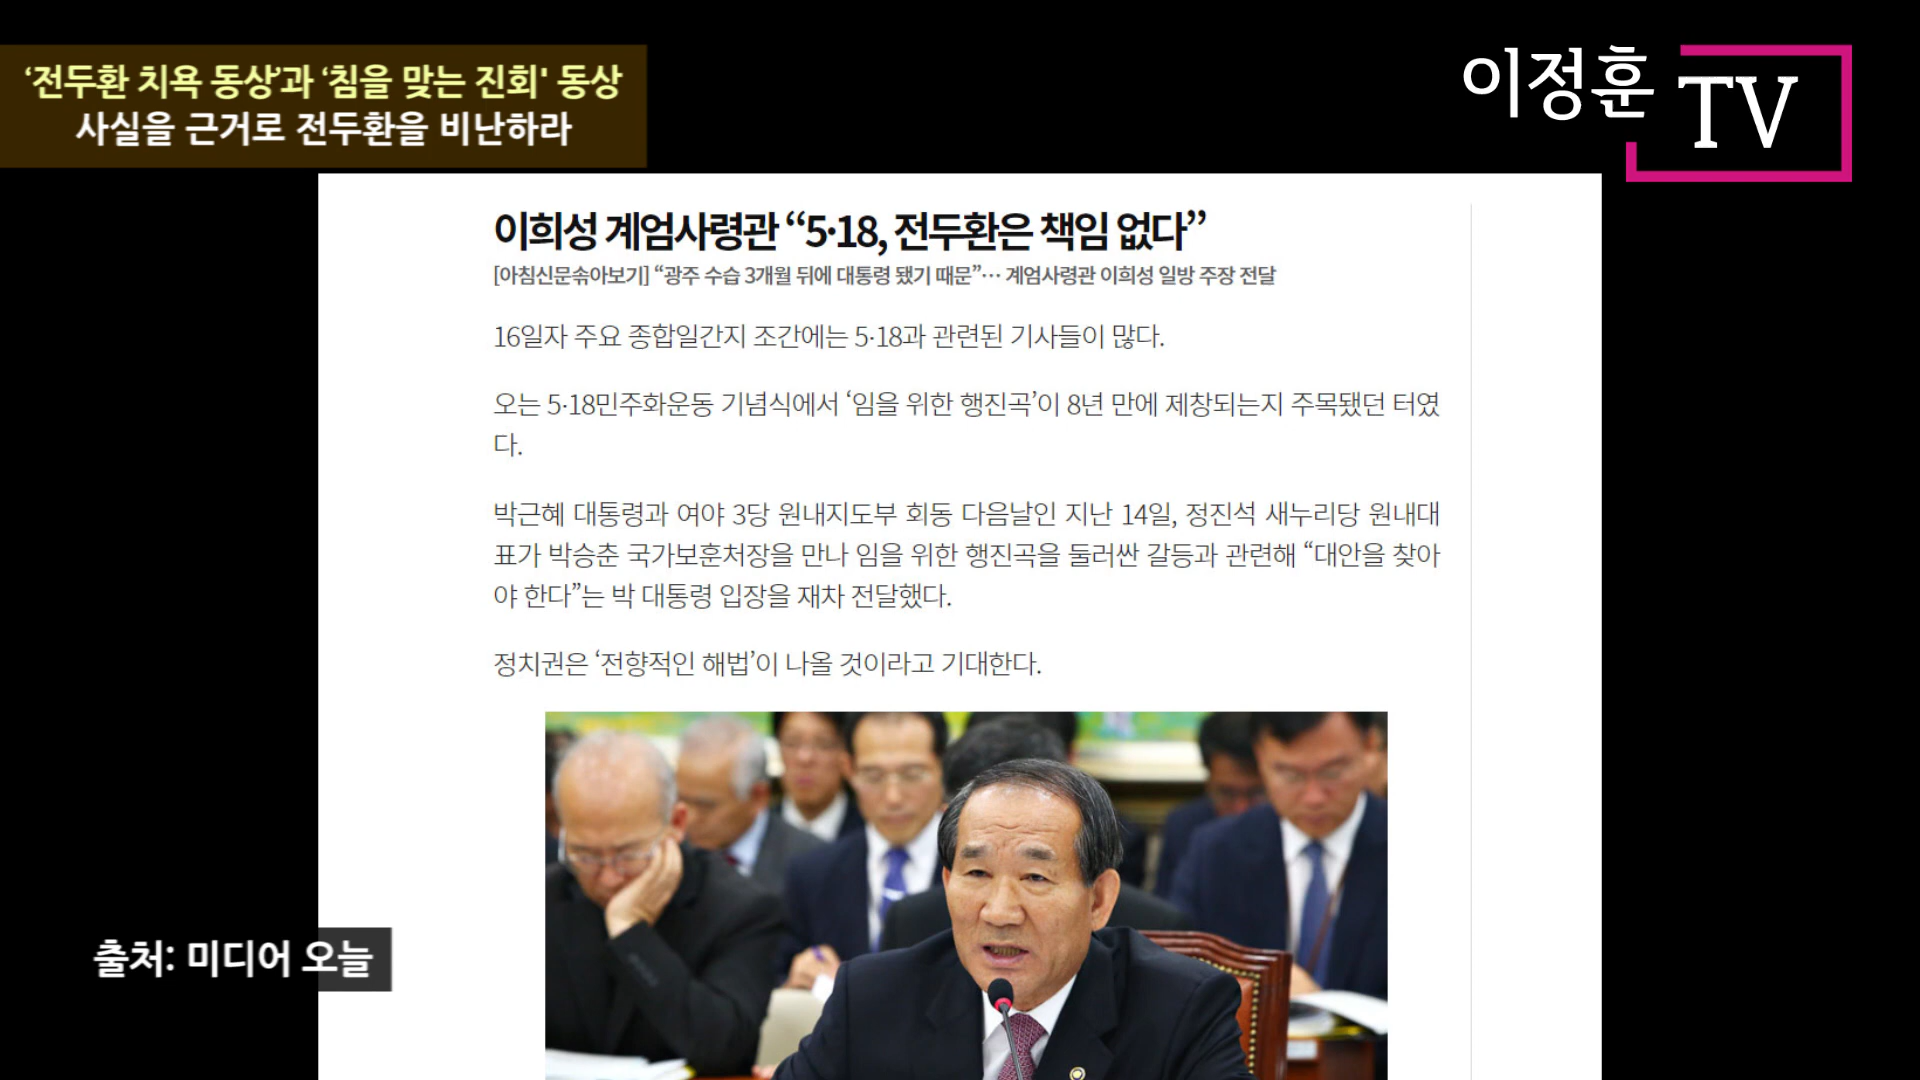 ‘전두환 치욕 동상’과 ‘침을 맞는 진회' 동상
사실을 근거로 전두환을 비난하라
이정훈 TV
이희성 계엄사령관 “5·18, 전두환은 책임 없다”
[아침신문솎아보기] “광주 수습 3개월 뒤에 대통령 됐기 때문”… 계엄사령관 이희성 일방 주장 전달
16일자 주요 종합일간지 조간에는 5·18과 관련된 기사들이 많다.
오는 5·18민주화운동 기념식에서 ‘임을 위한 행진곡’이 8년 만에 제창되는지 주목됐던 터였
다.
박근혜 대통령과 여야 3당 원내지도부 회동 다음날인 지난 14일, 정진석 새누리당 원내대
표가 박승춘 국가보훈처장을 만나 임을 위한 행진곡을 둘러싼 갈등과 관련해 “대안을 찾아
야 한다”는 박 대통령 입장을 재차 전달했다.
정치권은 ‘전향적인 해법’이 나올 것이라고 기대한다.
출처: 미디어 오늘